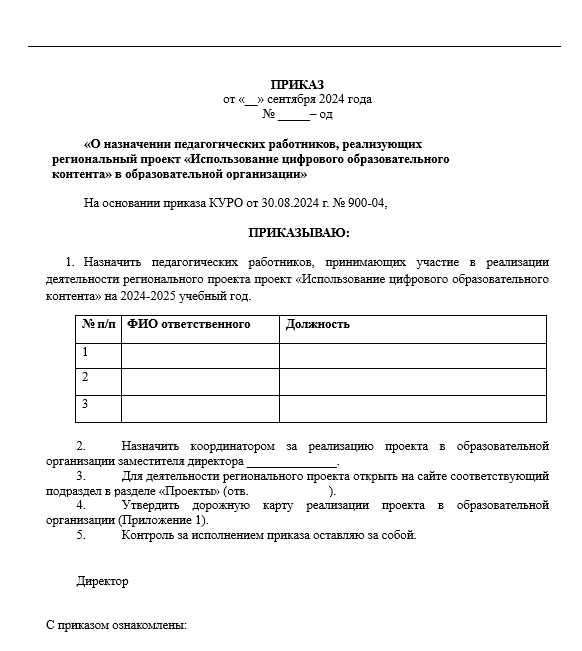 ПРИКАЗ
от «__» сентября 2024 года
№ _____– од
«О назначении педагогических работников, реализующих
региональный проект «Использование цифрового образовательного
контента» в образовательной организации»
На основании приказа КУРО от 30.08.2024 г. № 900-04,
ПРИКАЗЫВАЮ:
1. Назначить педагогических работников, принимающих участие в реализации
деятельности регионального проекта проект «Использование цифрового образовательного
контента» на 2024-2025 учебный год.
№ п/п ФИО ответственного Должность
1
2
3
2. Назначить координатором за реализацию проекта в образовательной
организации заместителя директора _______________.
3. Для деятельности регионального проекта открыть на сайте соответствующий
подраздел в разделе «Проекты» (отв. ).
4. Утвердить дорожную карту реализации проекта в образовательной
организации (Приложение 1).
5. Контроль за исполнением приказа оставляю за собой.
Директор
С приказом ознакомлены: